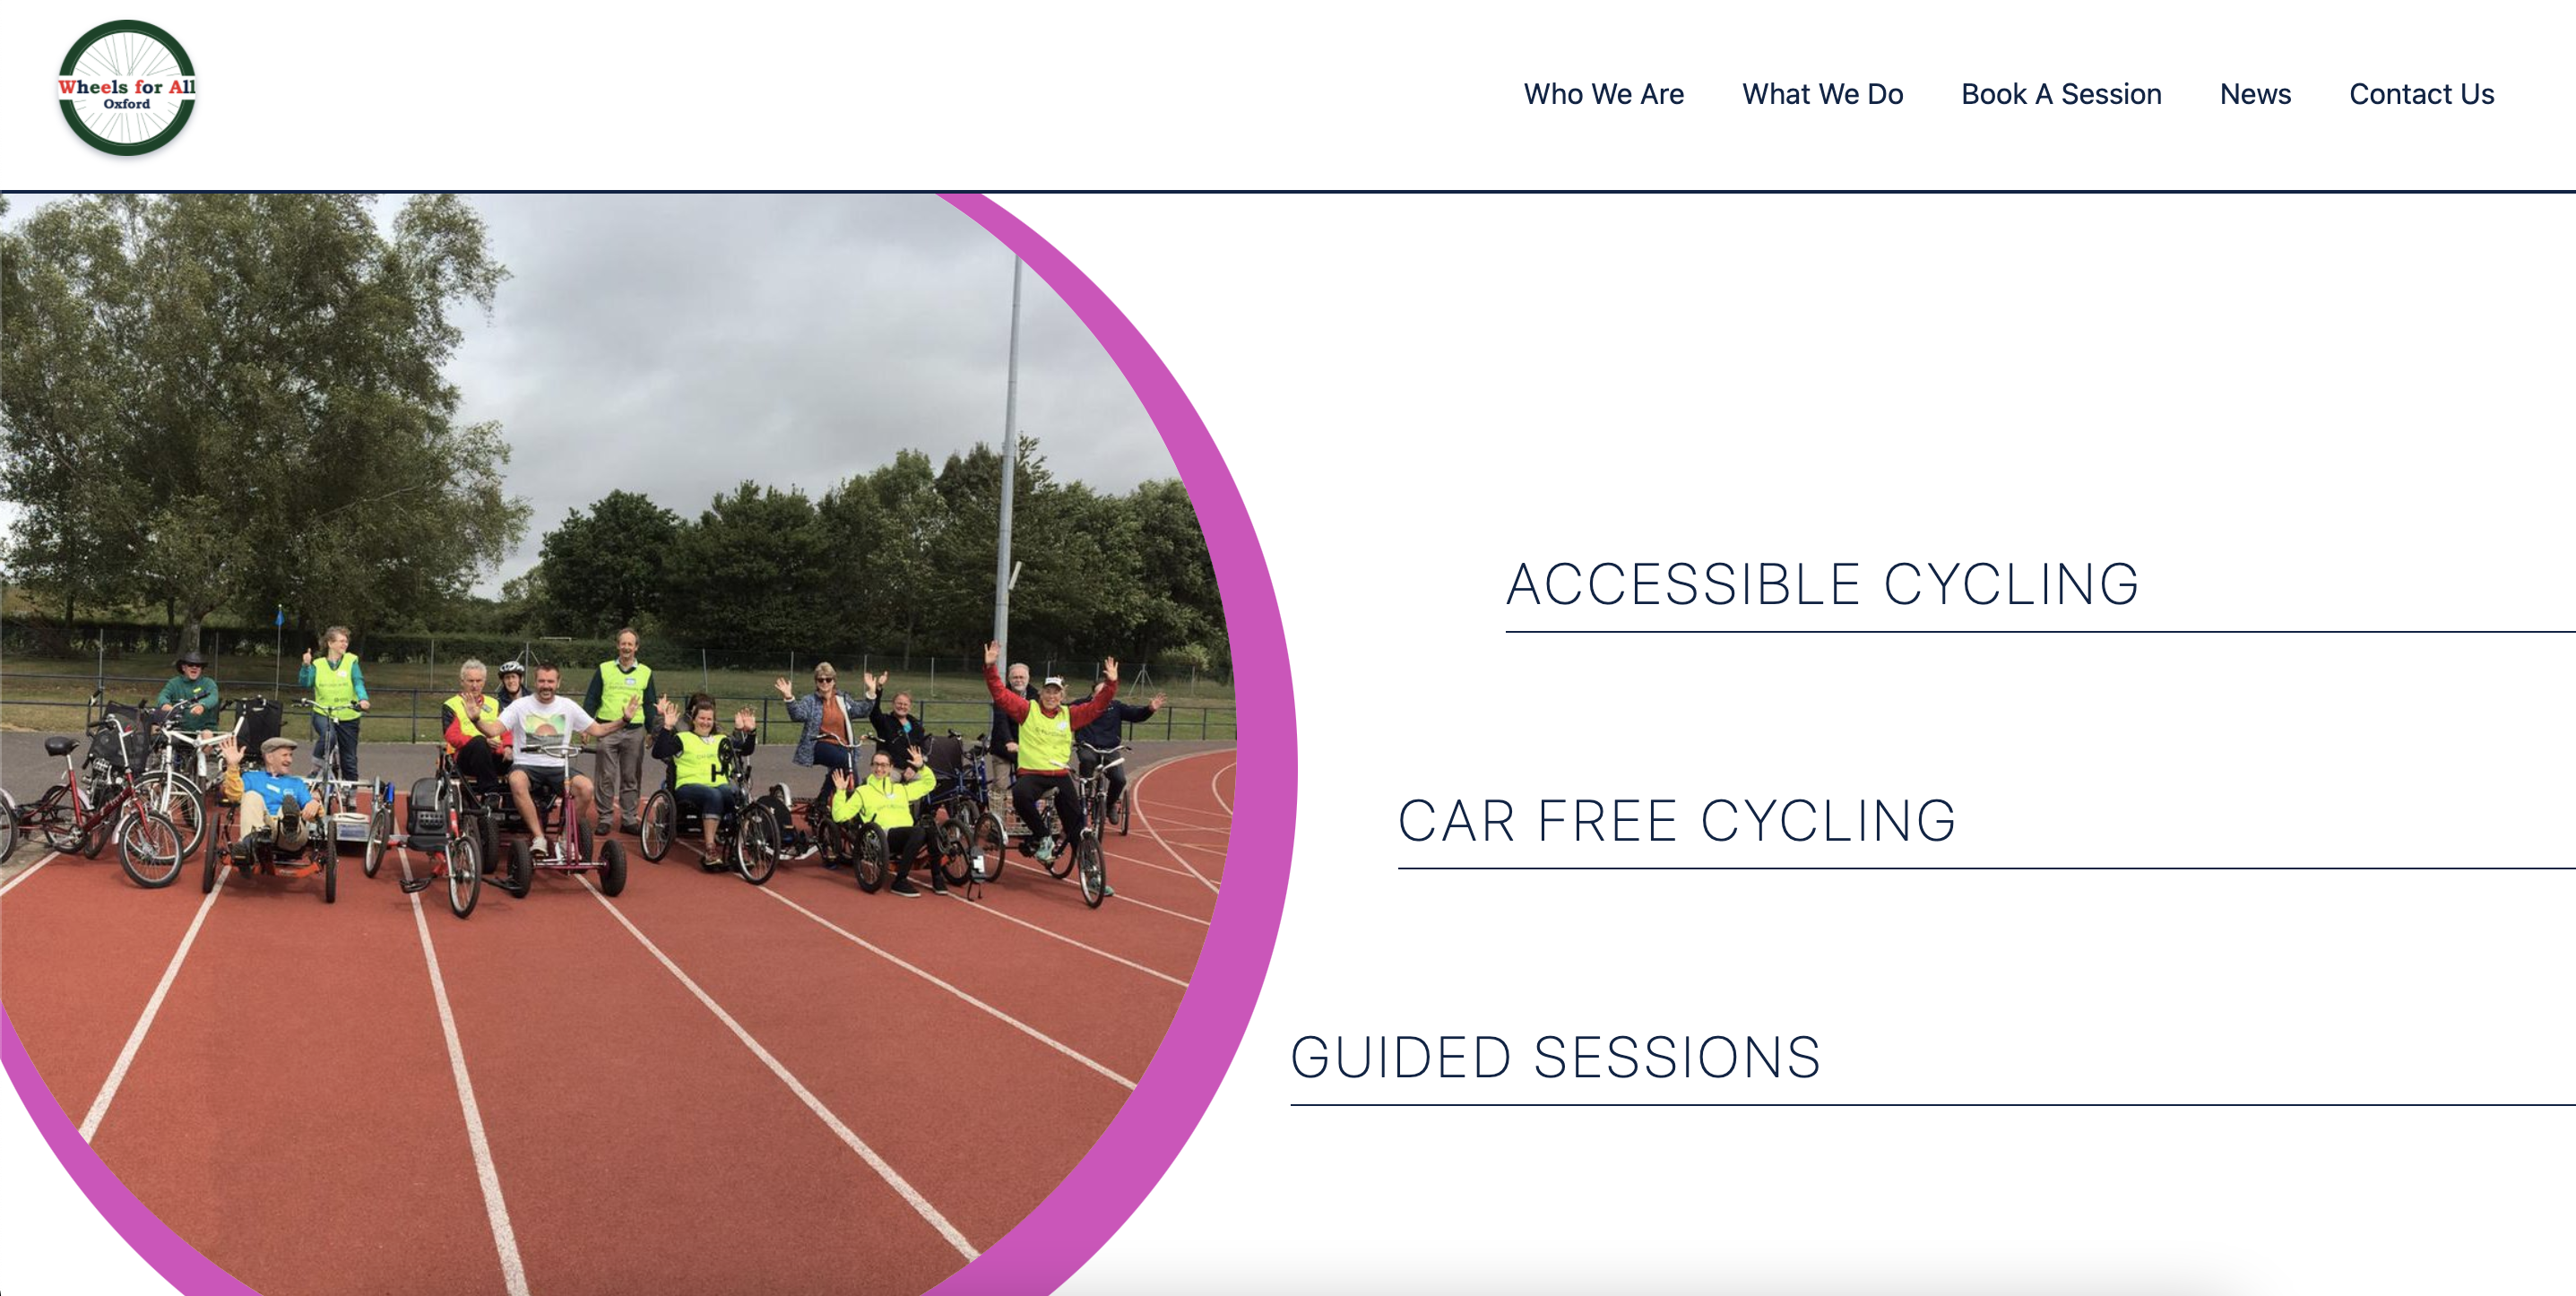 Wheels for All
Oxford
Who We Are
What We Do
Book A Session
News
Contact Us
ACCESSIBLE CYCLING
CAR FREE CYCLING
GUIDED SESSIONS